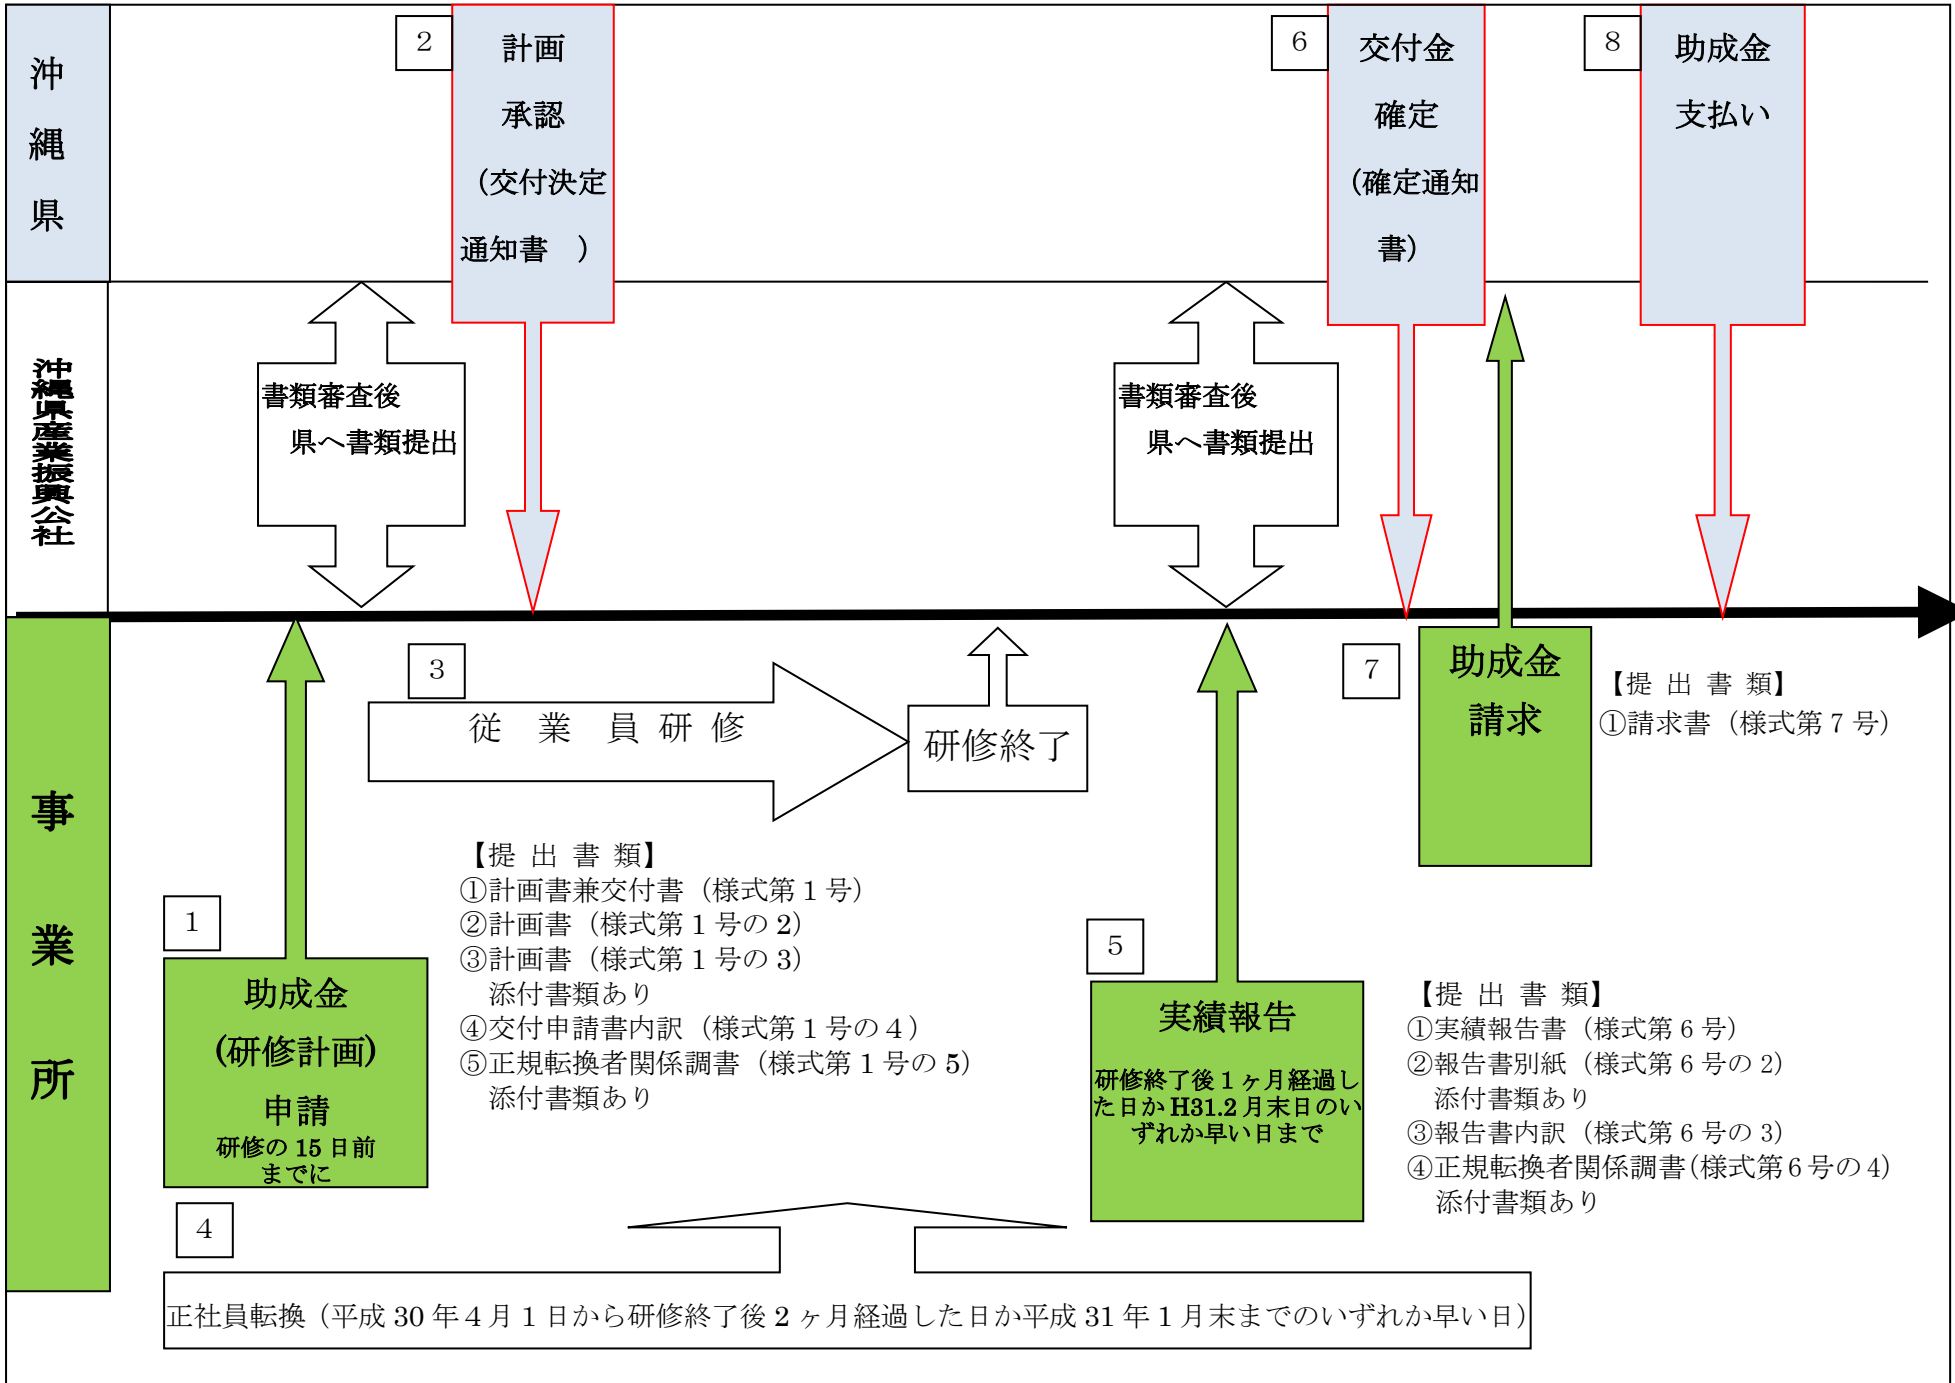 沖
縄
県
2
計画
承認
（交付決定
通知書　）
6
交付金
確定
（確定通知
書）
8
助成金
支払い
沖縄県産業振興公社
書類審査後
県へ書類提出
書類審査後
県へ書類提出
事
業
所
3
従　業　員 研 修
研修終了
7
助成金
請求
【提 出 書 類】
①請求書（様式第７号）
1
助成金
(研修計画)
申請
研修の 15 日前
までに
【提 出 書 類】
①計画書兼交付書（様式第１号）
②計画書（様式第１号の 2）
③計画書（様式第１号の 3）
添付書類あり
④交付申請書内訳（様式第１号の４）
⑤正規転換者関係調書（様式第１号の 5）
添付書類あり
5
実績報告
研修終了後１ヶ月経過し
た日か H31.2 月末日のい
ずれか早い日まで
【提 出 書 類】
①実績報告書（様式第６号）
②報告書別紙（様式第６号の 2）
添付書類あり
③報告書内訳（様式第６号の 3）
④正規転換者関係調書（様式第６号の 4）
添付書類あり
4
正社員転換（平成 30 年４月１日から研修終了後２ヶ月経過した日か平成 31 年１月末までのいずれか早い日）